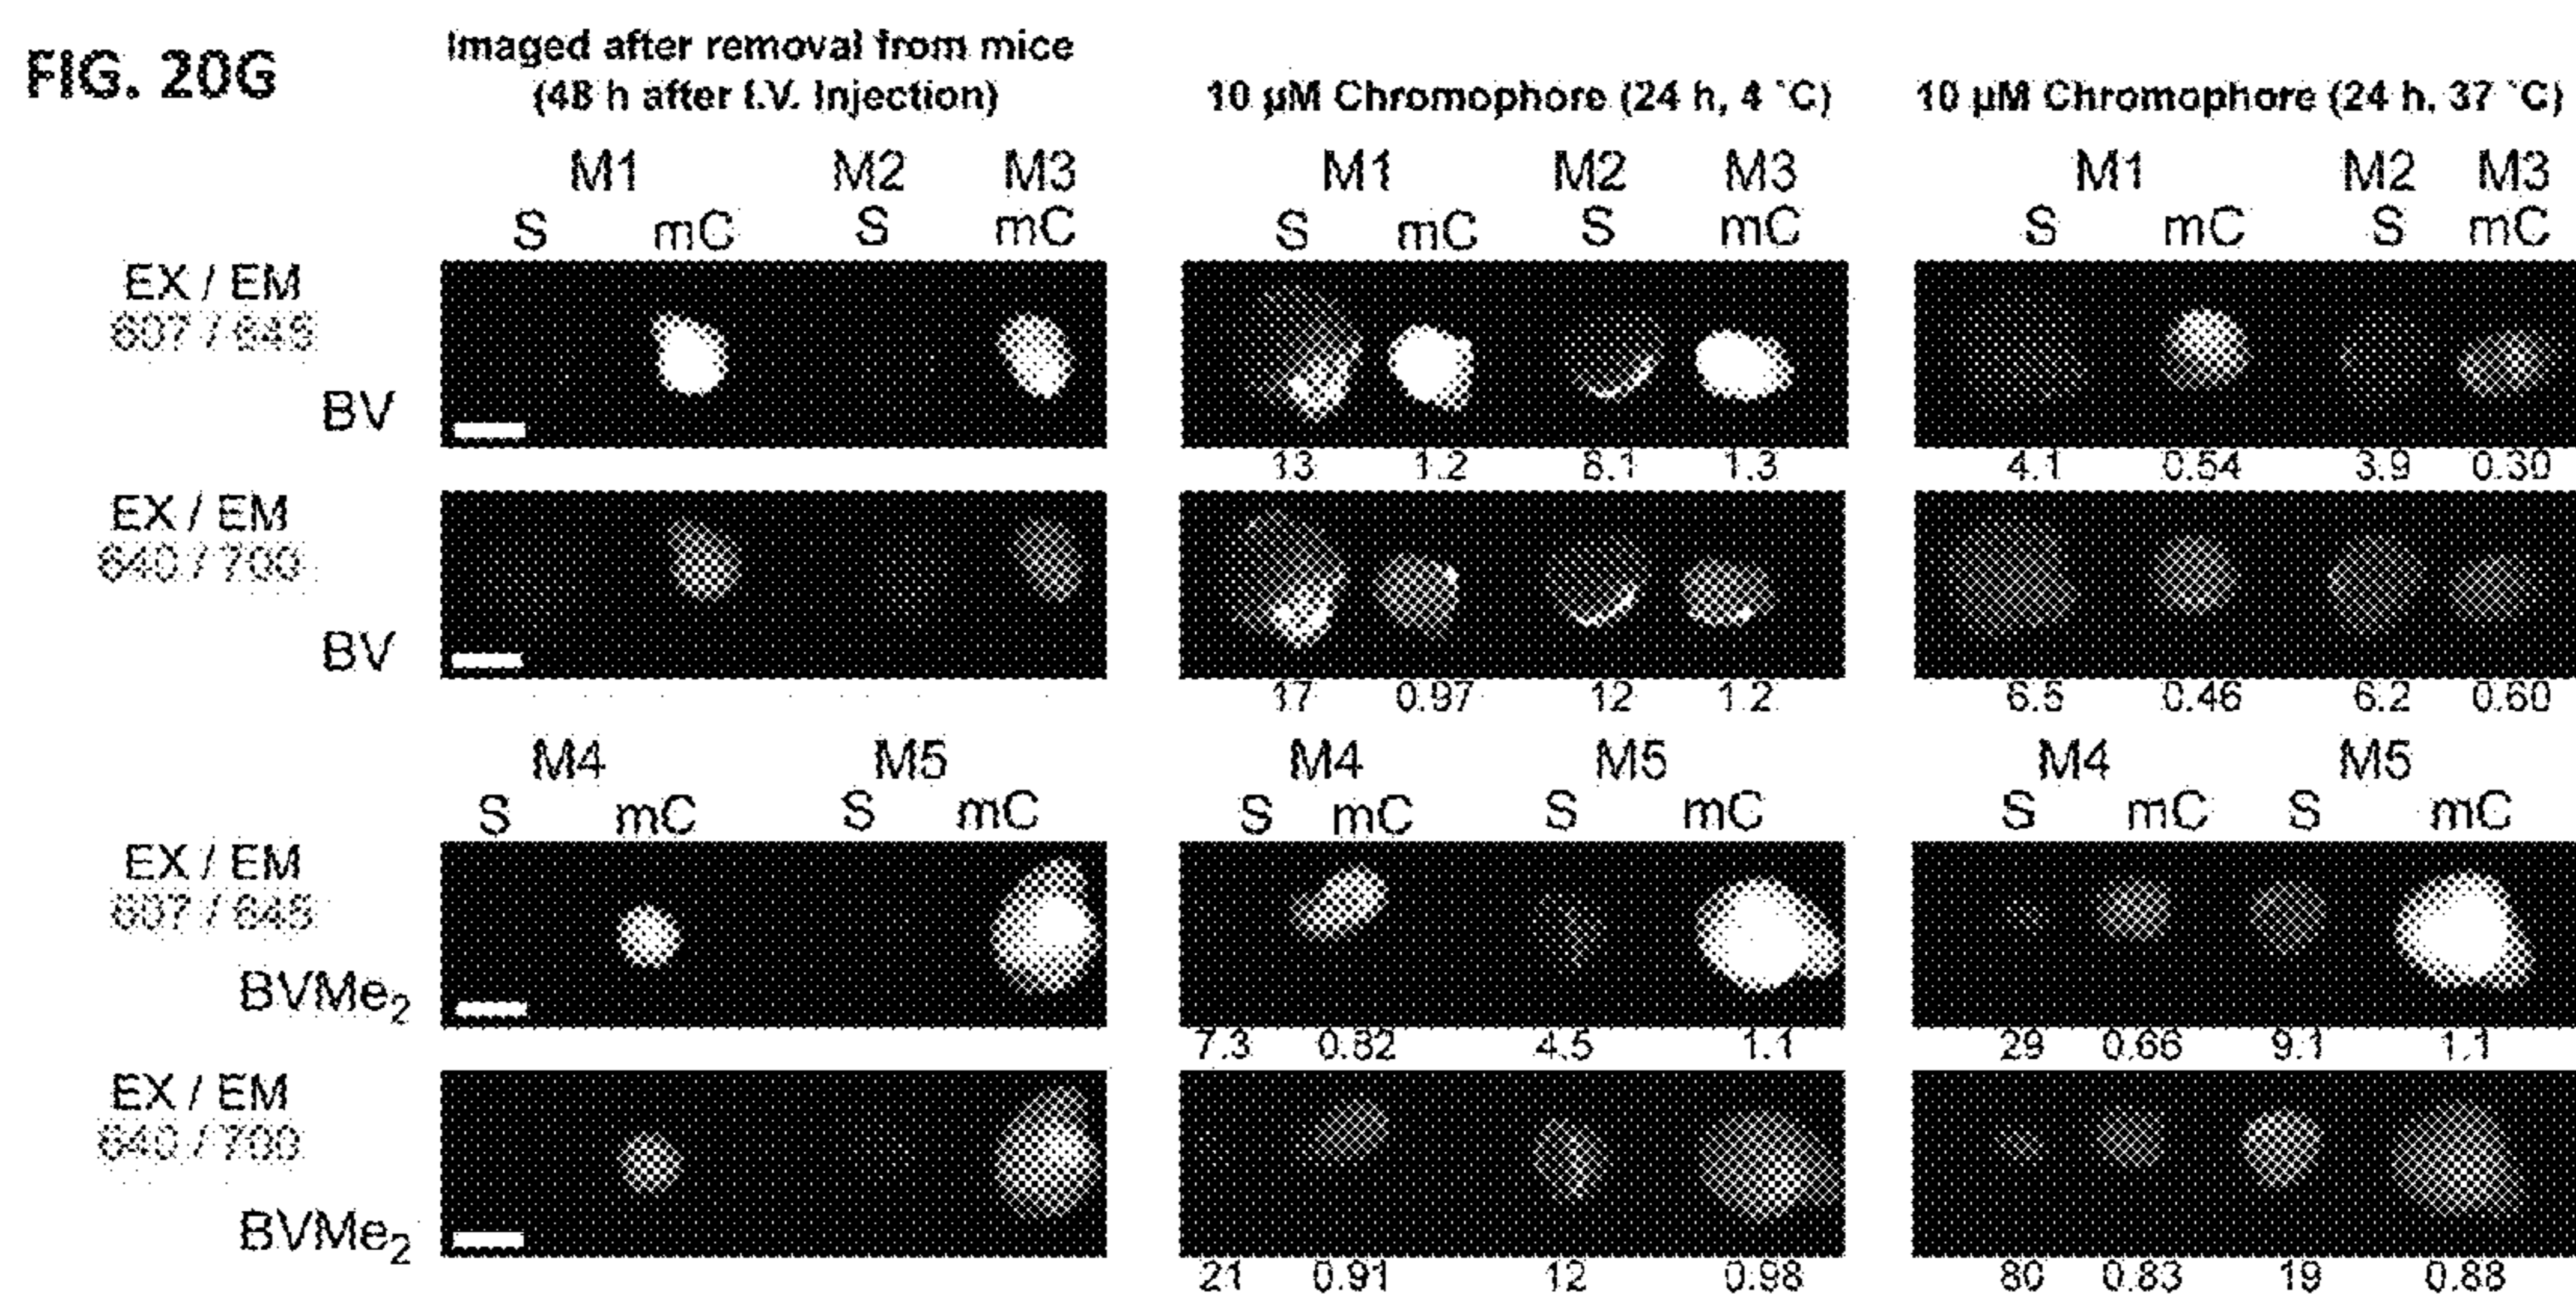 FIG. 20G
Imaged after removal from mice
(48 h after I.V. Injection)
10 µM Chromophore (24 h, 4 °C)
10 µM Chromophore (24 h, 37 °C)
M1 M2 M3
S mC S mC
M1 M2 M3
S mC S mC
M1 M2 M3
S mC S mC
EX / EM
607 / 648
BV
13 1.2 8.1 1.3
4.1 0.54 3.9 0.30
EX / EM
640 / 700
BV
17 0.97 12 1.2
6.5 0.46 6.2 0.60
M4 M5
S mC S mC
M4 M5
S mC S mC
M4 M5
S mC S mC
EX / EM
607 / 648
BVMe₂
7.3 0.82 4.5 1.1
29 0.66 9.1 1.1
EX / EM
640 / 700
BVMe₂
21 0.91 12 0.98
80 0.83 19 0.88